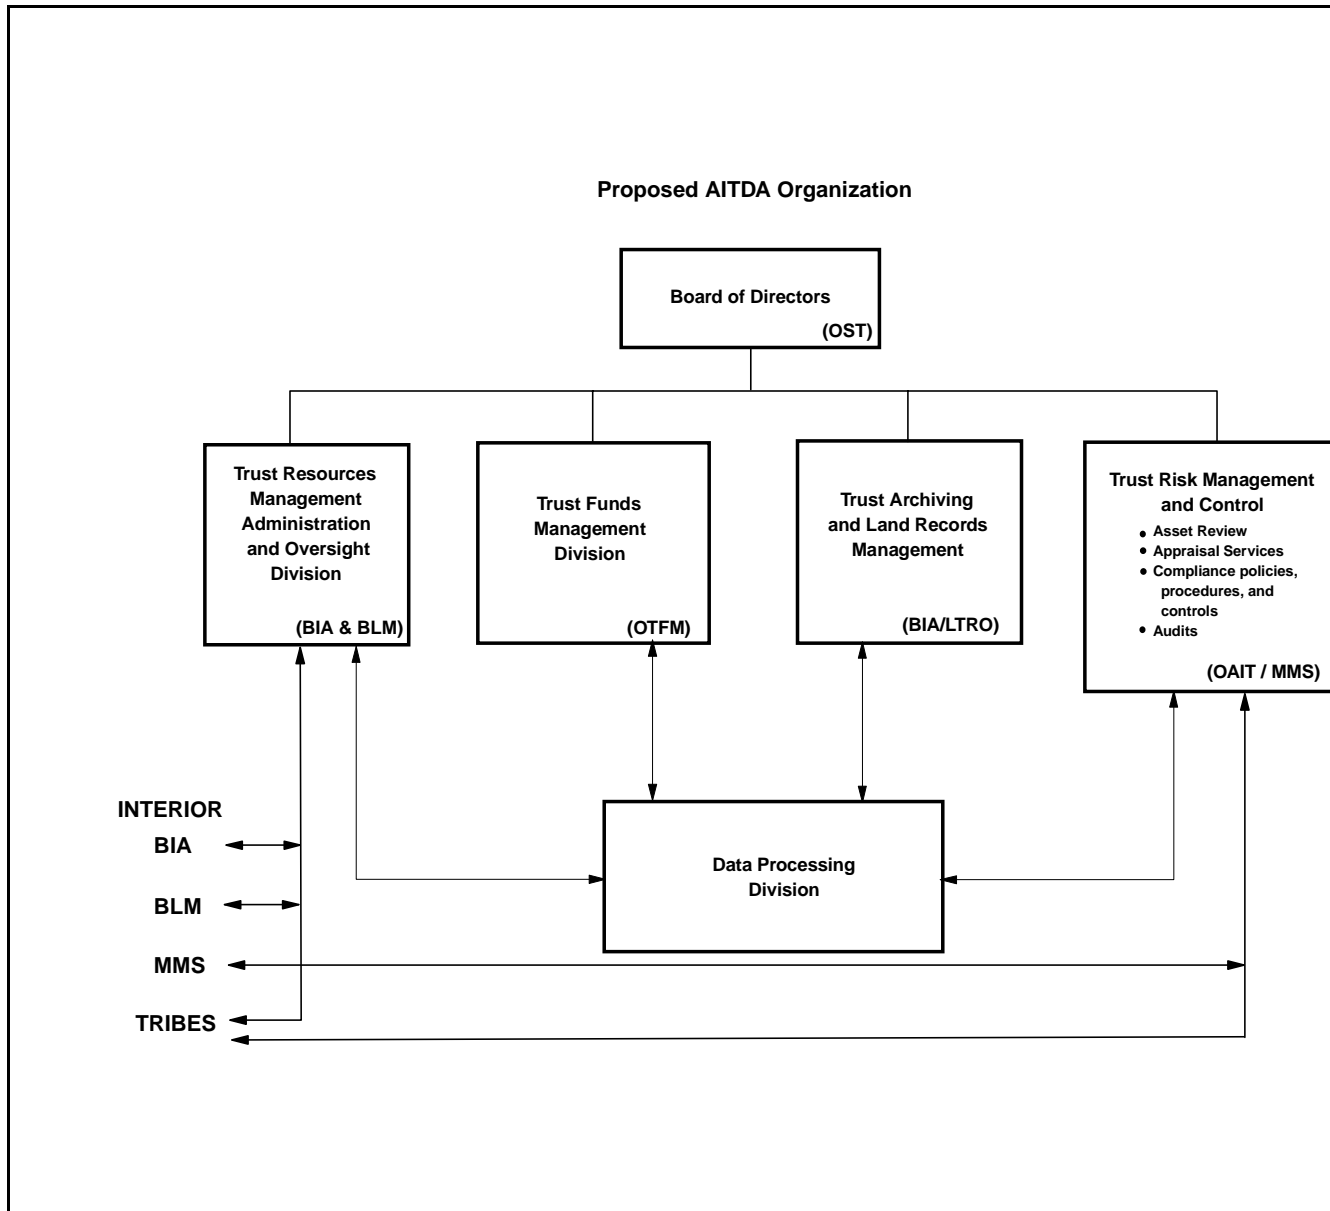 Proposed AITDA Organization
Board of Directors
(OST)
Trust Resources
Management
Administration
and Oversight
Division
(BIA & BLM)
Trust Funds
Management
Division
(OTFM)
Trust Archiving
and Land Records
Management
(BIA/LTRO)
Trust Risk Management
and Control
• Asset Review
• Appraisal Services
• Compliance policies,
procedures, and
controls
• Audits
(OAIT / MMS)
INTERIOR
BIA
BLM
MMS
TRIBES
Data Processing
Division